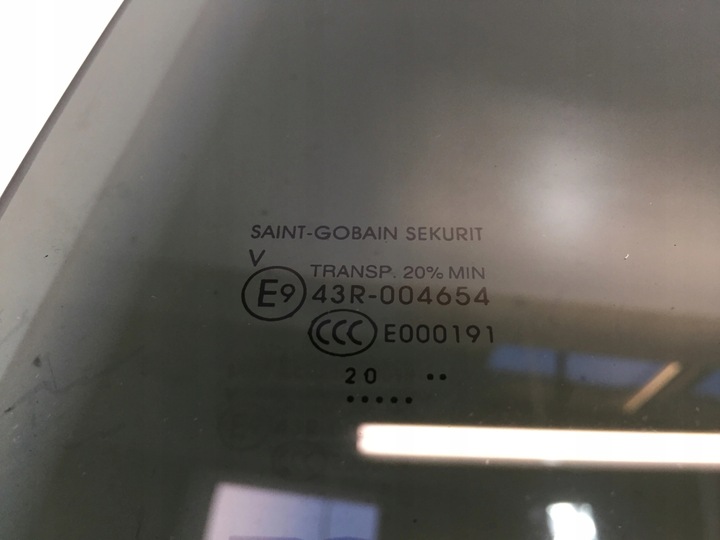 SAINT-GOBAIN SEKURIT
V
TRANSP. 20% MIN
E9 43R-004654
CCC E000191
20 ••
•••••